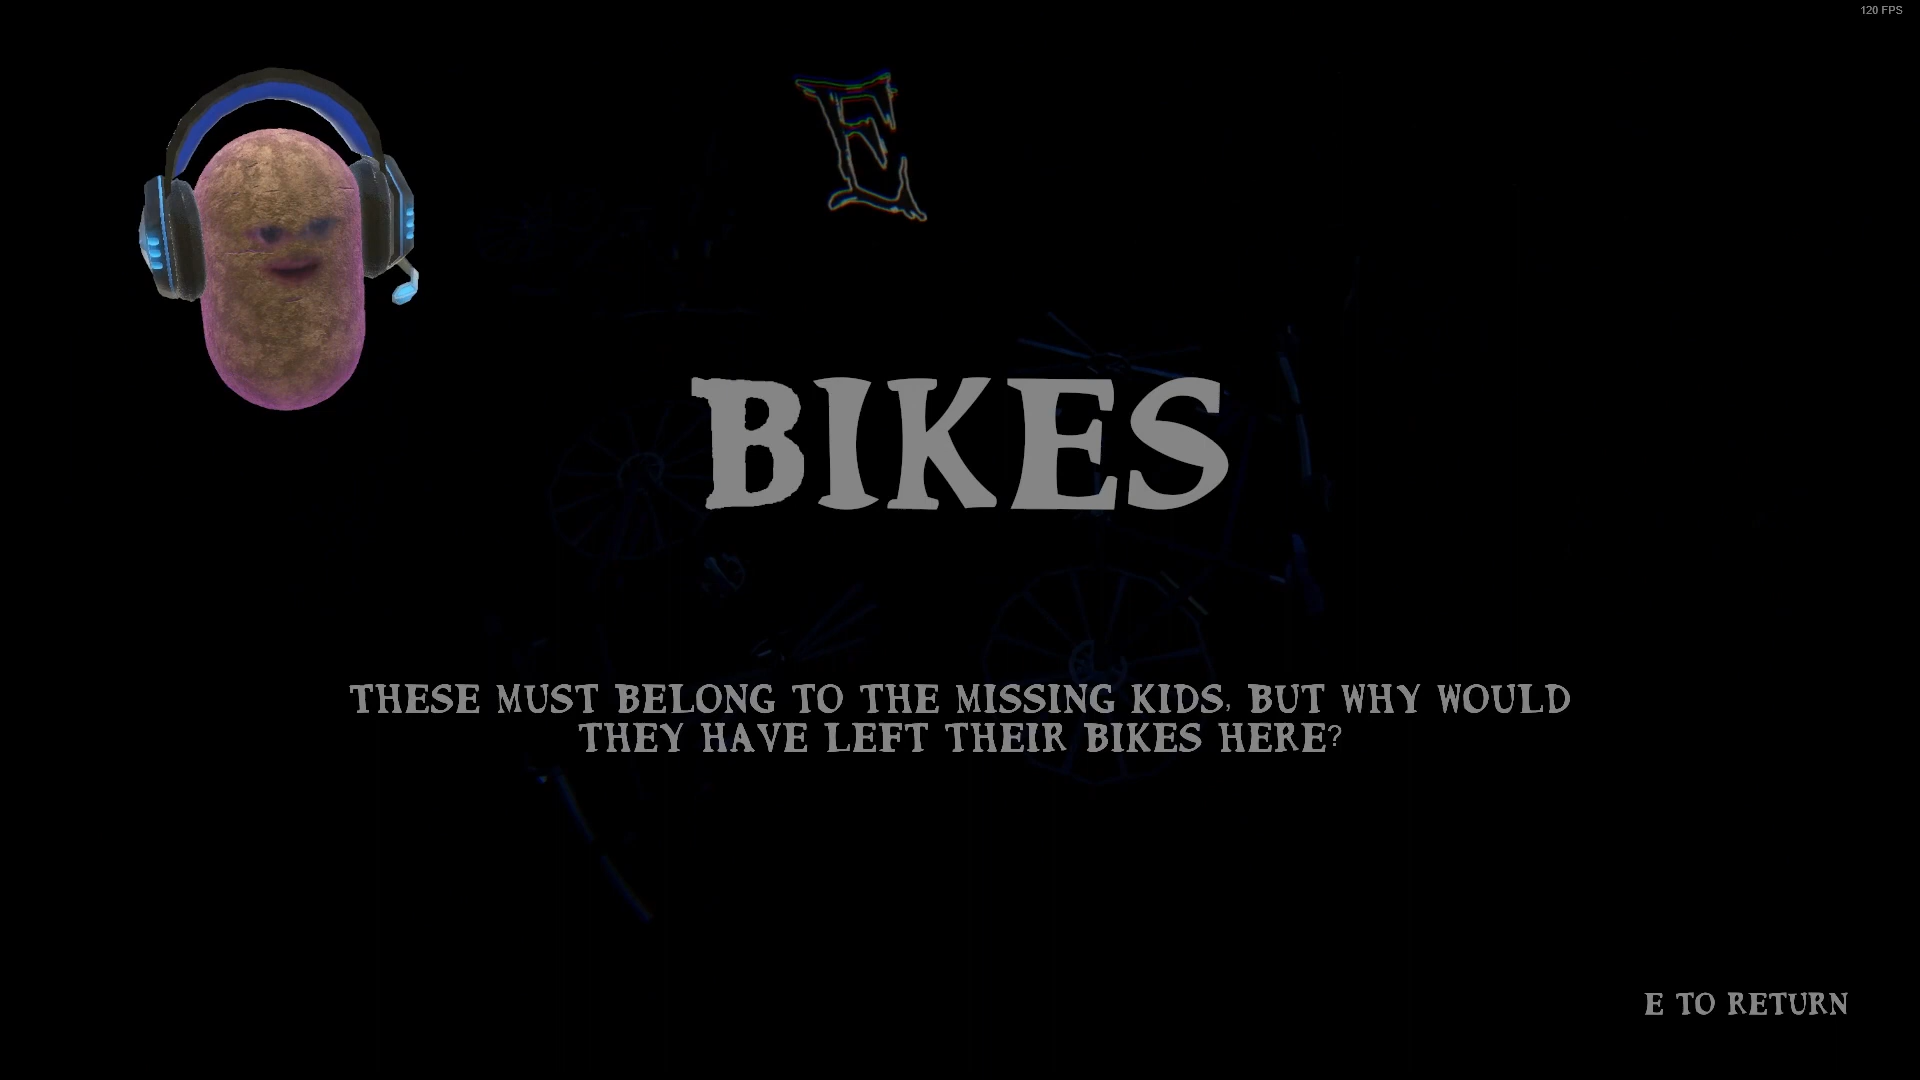 120 FPS
E
BIKES
THESE MUST BELONG TO THE MISSING KIDS, BUT WHY WOULD
THEY HAVE LEFT THEIR BIKES HERE?
E TO RETURN